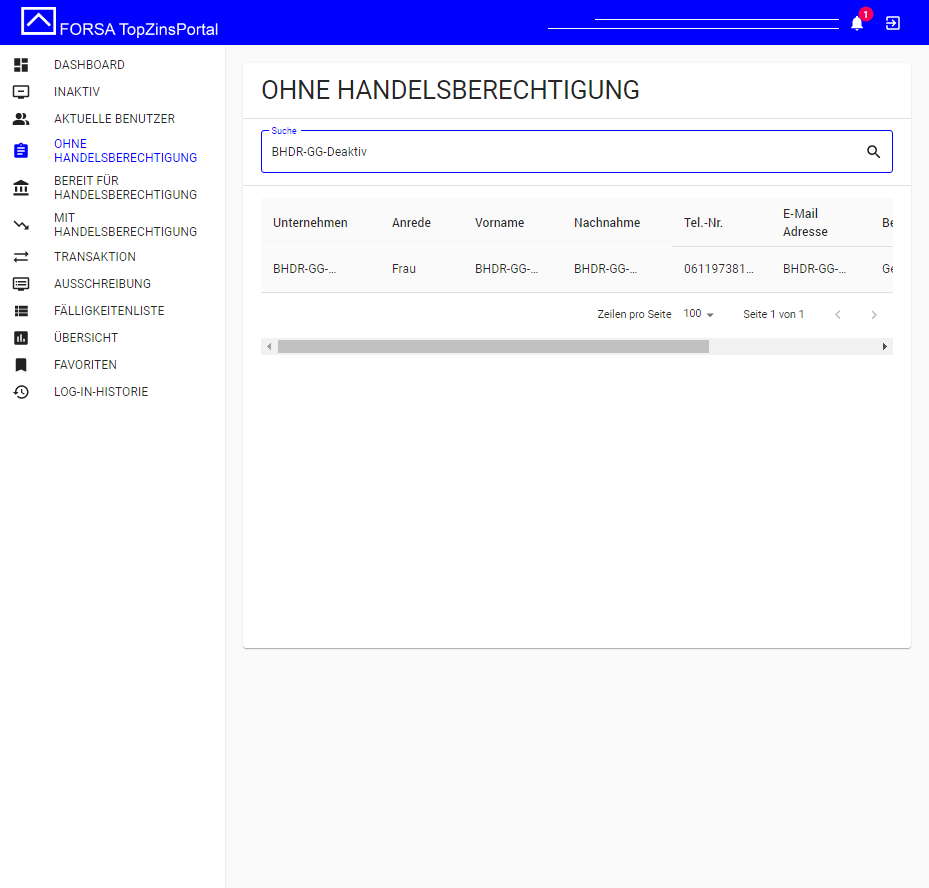 FORSA TopZinsPortal
1
DASHBOARD
INAKTIV
AKTUELLE BENUTZER
OHNE
HANDELSBERECHTIGUNG
BEREIT FÜR
HANDELSBERECHTIGUNG
MIT
HANDELSBERECHTIGUNG
TRANSAKTION
AUSSCHREIBUNG
FÄLLIGKEITENLISTE
ÜBERSICHT
FAVORITEN
LOG-IN-HISTORIE
OHNE HANDELSBERECHTIGUNG
Suche
BHDR-GG-Deaktiv
Unternehmen Anrede Vorname Nachnahme Tel.-Nr. E-Mail Adresse Be
BHDR-GG-... Frau BHDR-GG-... BHDR-GG-... 061197381... BHDR-GG-... Ge
Zeilen pro Seite 100 Seite 1 von 1